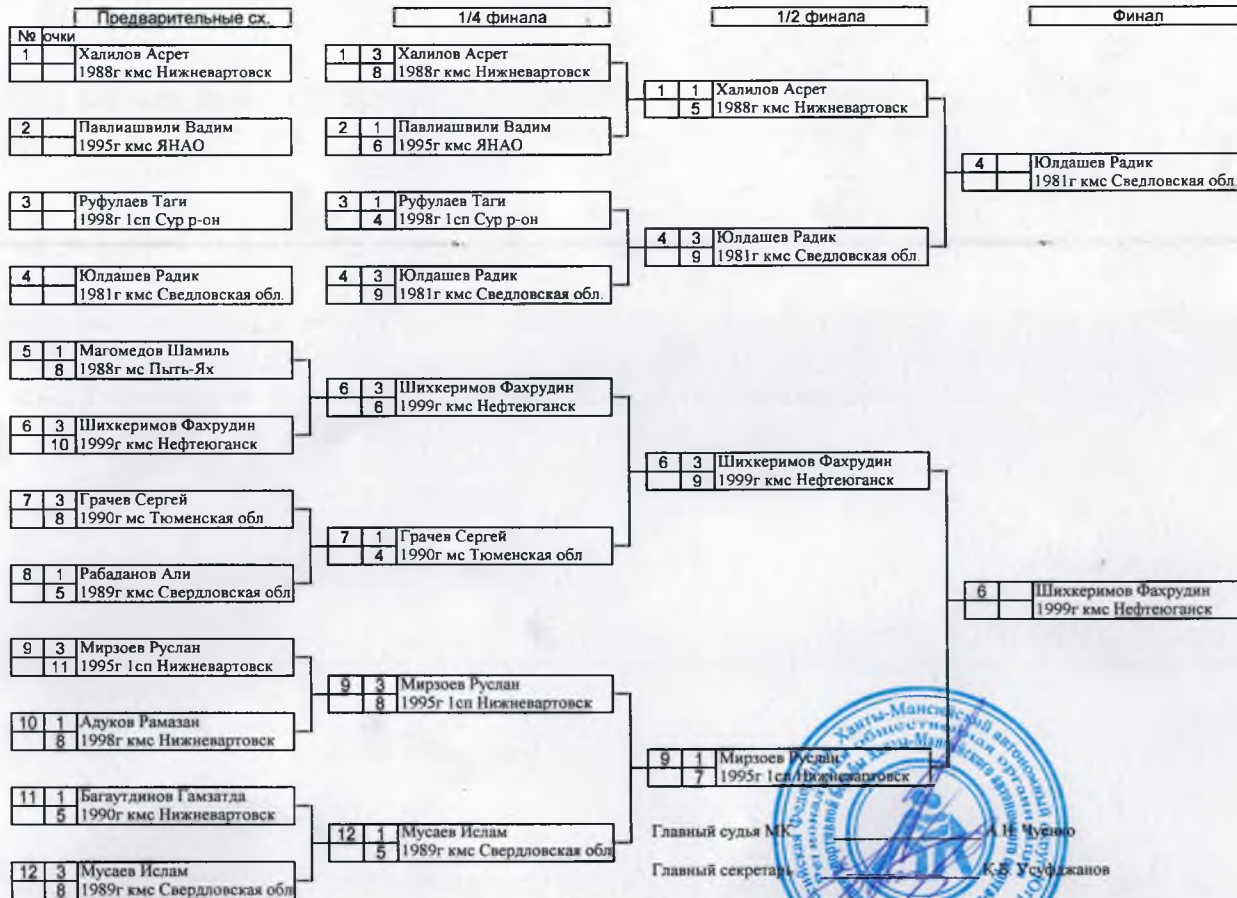 Предварительные сх.
1/4 финала
1/2 финала
Финал
№ очки
1 Халилов Асрет
1988г кмс Нижневартовск
2 Павлиашвили Вадим
1995г кмс ЯНАО
3 Руфулаев Таги
1998г 1сп Сур р-он
4 Юлдашев Радик
1981г кмс Сведловская обл.
5 1 Магомедов Шамиль
8 1988г мс Пыть-Ях
6 3 Шихкеримов Фахрудин
10 1999г кмс Нефтеюганск
7 3 Грачев Сергей
8 1990г мс Тюменская обл
8 1 Рабаданов Али
5 1989г кмс Свердловская обл
9 3 Мирзоев Руслан
11 1995г 1сп Нижневартовск
10 1 Адуков Рамазан
8 1998г кмс Нижневартовск
11 1 Багаутдинов Гамзатда
5 1990г кмс Нижневартовск
12 3 Мусаев Ислам
8 1989г кмс Свердловская обл
1 3 Халилов Асрет
8 1988г кмс Нижневартовск
2 1 Павлиашвили Вадим
6 1995г кмс ЯНАО
3 1 Руфулаев Таги
4 1998г 1сп Сур р-он
4 3 Юлдашев Радик
9 1981г кмс Сведловская обл.
6 3 Шихкеримов Фахрудин
6 1999г кмс Нефтеюганск
7 1 Грачев Сергей
4 1990г мс Тюменская обл
9 3 Мирзоев Руслан
8 1995г 1сп Нижневартовск
12 1 Мусаев Ислам
5 1989г кмс Свердловская обл
1 1 Халилов Асрет
5 1988г кмс Нижневартовск
4 3 Юлдашев Радик
9 1981г кмс Сведловская обл.
6 3 Шихкеримов Фахрудин
9 1999г кмс Нефтеюганск
9 1 Мирзоев Руслан
7 1995г 1сп Нижневартовск
4 Юлдашев Радик
1981г кмс Сведловская обл.
6 Шихкеримов Фахрудин
1999г кмс Нефтеюганск
Главный судья МК А.И. Чуенко
Главный секретарь К.В. Усуфджанов
Ханты-Мансийский автономный
общественная